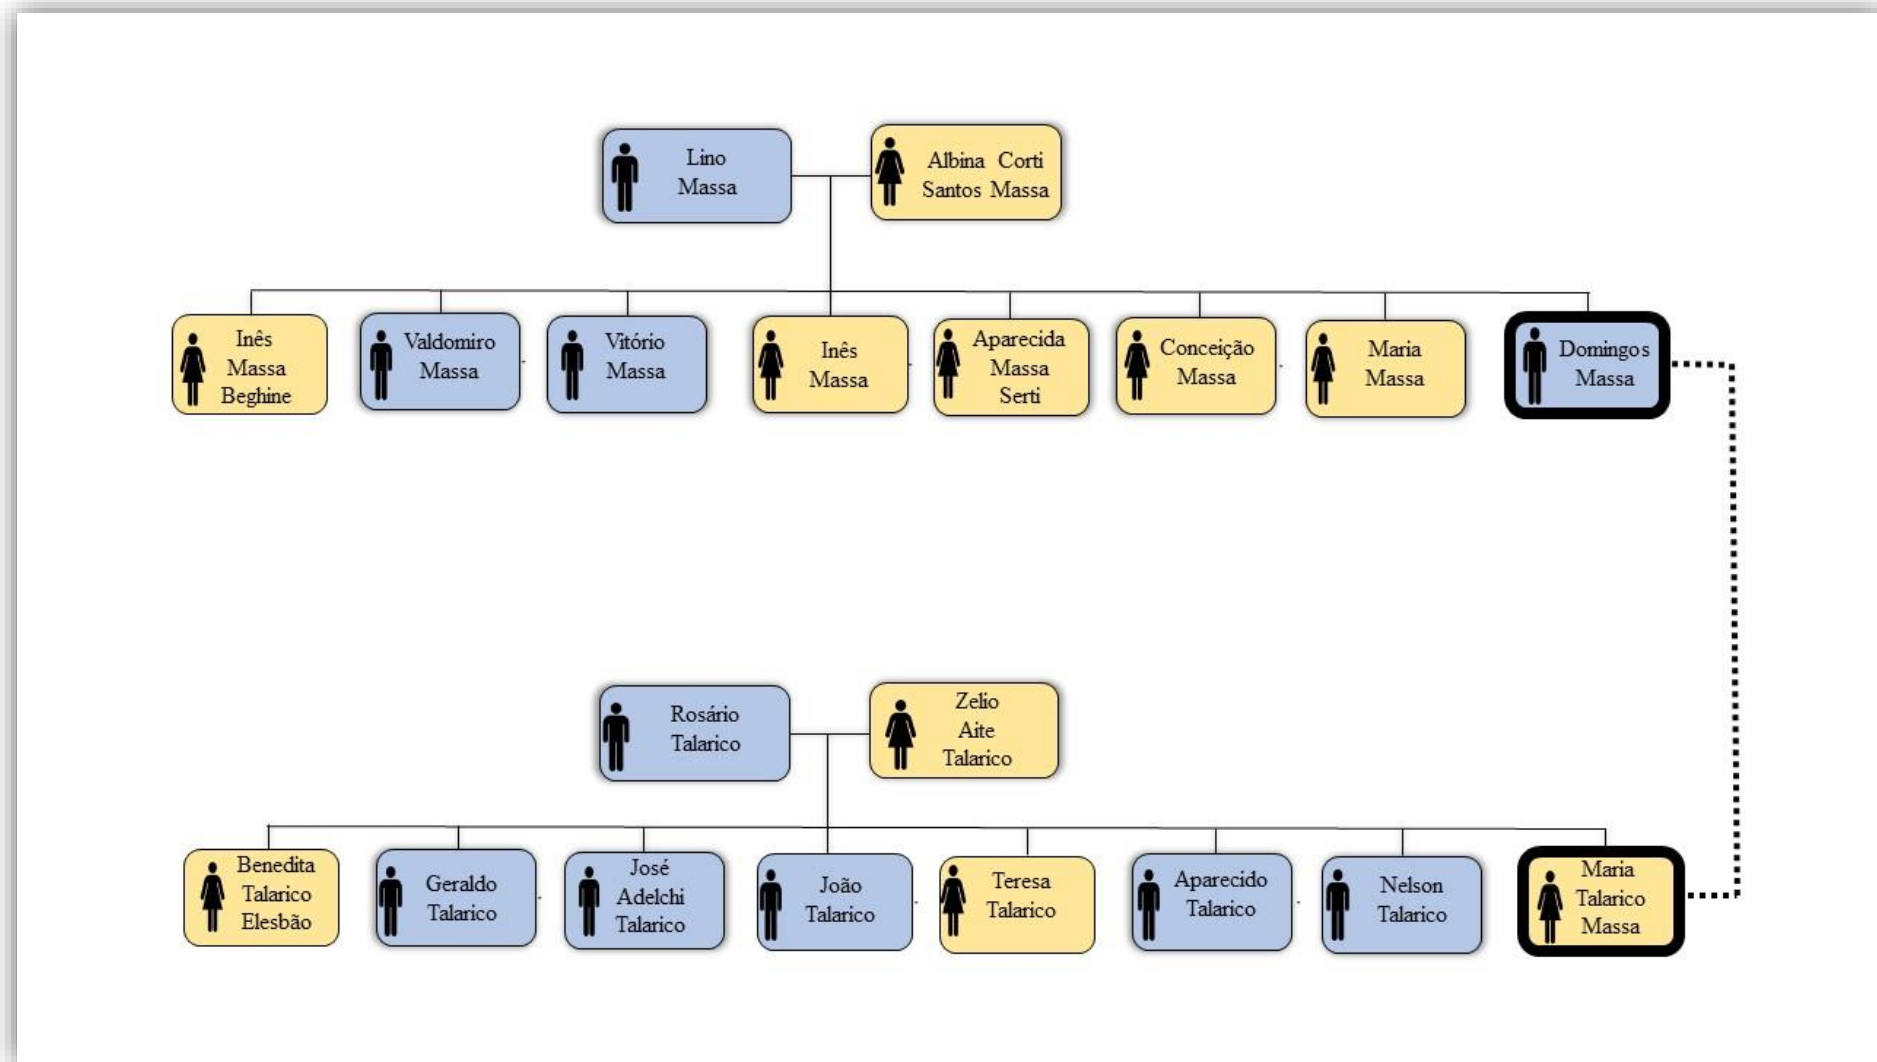 Lino
Massa
Albina Corti
Santos Massa
Inês
Massa
Beghine
Valdomiro
Massa
Vitório
Massa
Inês
Massa
Aparecida
Massa
Serti
Conceição
Massa
Maria
Massa
Domingos
Massa
Rosário
Talarico
Zelio
Aite
Talarico
Benedita
Talarico
Elesbão
Geraldo
Talarico
José
Adelchi
Talarico
João
Talarico
Teresa
Talarico
Aparecido
Talarico
Nelson
Talarico
Maria
Talarico
Massa